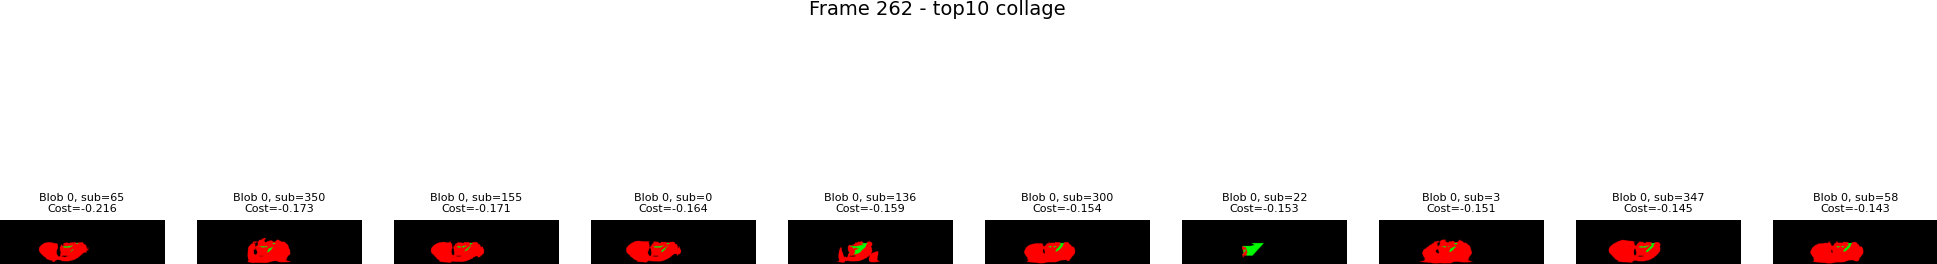 Frame 262 - top10 collage
Blob 0, sub=65
Cost=-0.216
Blob 0, sub=350
Cost=-0.173
Blob 0, sub=155
Cost=-0.171
Blob 0, sub=0
Cost=-0.164
Blob 0, sub=136
Cost=-0.159
Blob 0, sub=300
Cost=-0.154
Blob 0, sub=22
Cost=-0.153
Blob 0, sub=3
Cost=-0.151
Blob 0, sub=347
Cost=-0.145
Blob 0, sub=58
Cost=-0.143